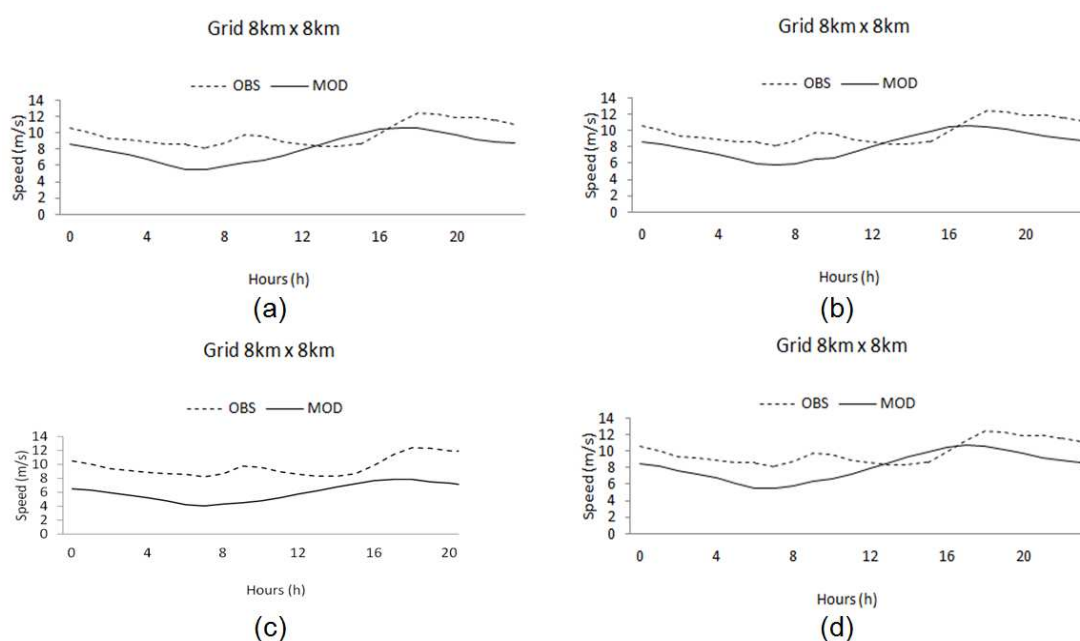 Grid 8km x 8km
OBS MOD
Speed (m/s)
14
12
10
8
6
4
2
0
0 4 8 12 16 20
Hours (h)
(a)
Grid 8km x 8km
OBS MOD
Speed (m/s)
14
12
10
8
6
4
2
0
0 4 8 12 16 20
Hours (h)
(b)
Grid 8km x 8km
OBS MOD
Speed (m/s)
14
12
10
8
6
4
2
0
0 4 8 12 16 20
Hours (h)
(c)
Grid 8km x 8km
OBS MOD
Speed (m/s)
14
12
10
8
6
4
2
0
0 4 8 12 16 20
Hours (h)
(d)